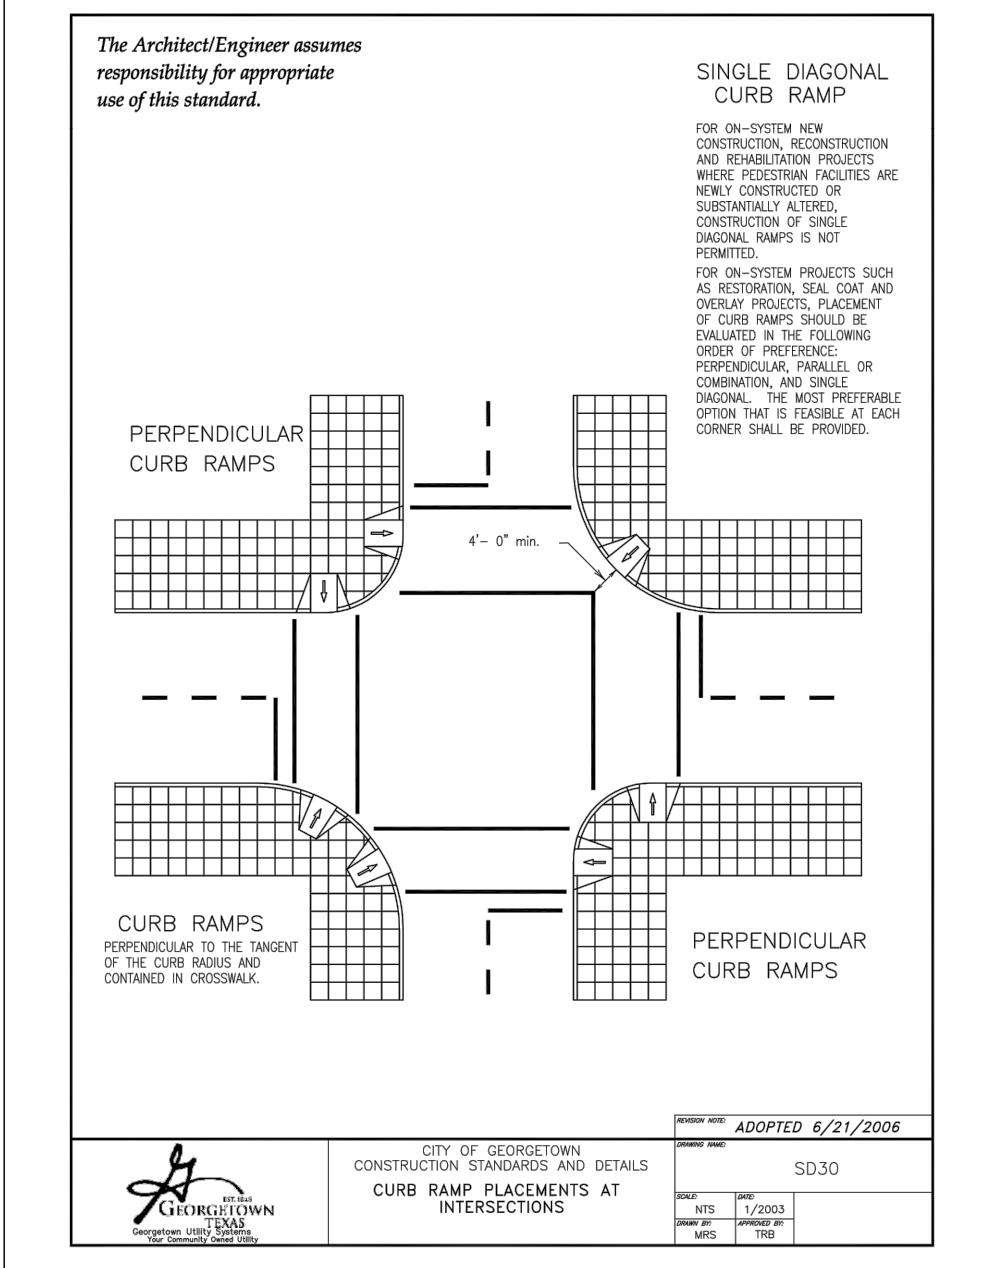 The Architect/Engineer assumes
responsibility for appropriate
use of this standard.
SINGLE DIAGONAL
CURB RAMP
FOR ON-SYSTEM NEW
CONSTRUCTION, RECONSTRUCTION
AND REHABILITATION PROJECTS
WHERE PEDESTRIAN FACILITIES ARE
NEWLY CONSTRUCTED OR
SUBSTANTIALLY ALTERED,
CONSTRUCTION OF SINGLE
DIAGONAL RAMPS IS NOT
PERMITTED.
FOR ON-SYSTEM PROJECTS SUCH
AS RESTORATION, SEAL COAT AND
OVERLAY PROJECTS, PLACEMENT
OF CURB RAMPS SHOULD BE
EVALUATED IN THE FOLLOWING
ORDER OF PREFERENCE:
PERPENDICULAR, PARALLEL OR
COMBINATION, AND SINGLE
DIAGONAL. THE MOST PREFERABLE
OPTION THAT IS FEASIBLE AT EACH
CORNER SHALL BE PROVIDED.
PERPENDICULAR
CURB RAMPS
4'- 0" min.
CURB RAMPS
PERPENDICULAR TO THE TANGENT
OF THE CURB RADIUS AND
CONTAINED IN CROSSWALK.
PERPENDICULAR
CURB RAMPS
REVISION NOTE:
ADOPTED 6/21/2006
G
EST. 1848
GEORGETOWN
TEXAS
Georgetown Utility Systems
Your Community Owned Utility
CITY OF GEORGETOWN
CONSTRUCTION STANDARDS AND DETAILS
CURB RAMP PLACEMENTS AT
INTERSECTIONS
DRAWING NAME:
SD30
SCALE:
NTS
DATE:
1/2003
DRAWN BY:
MRS
APPROVED BY:
TRB